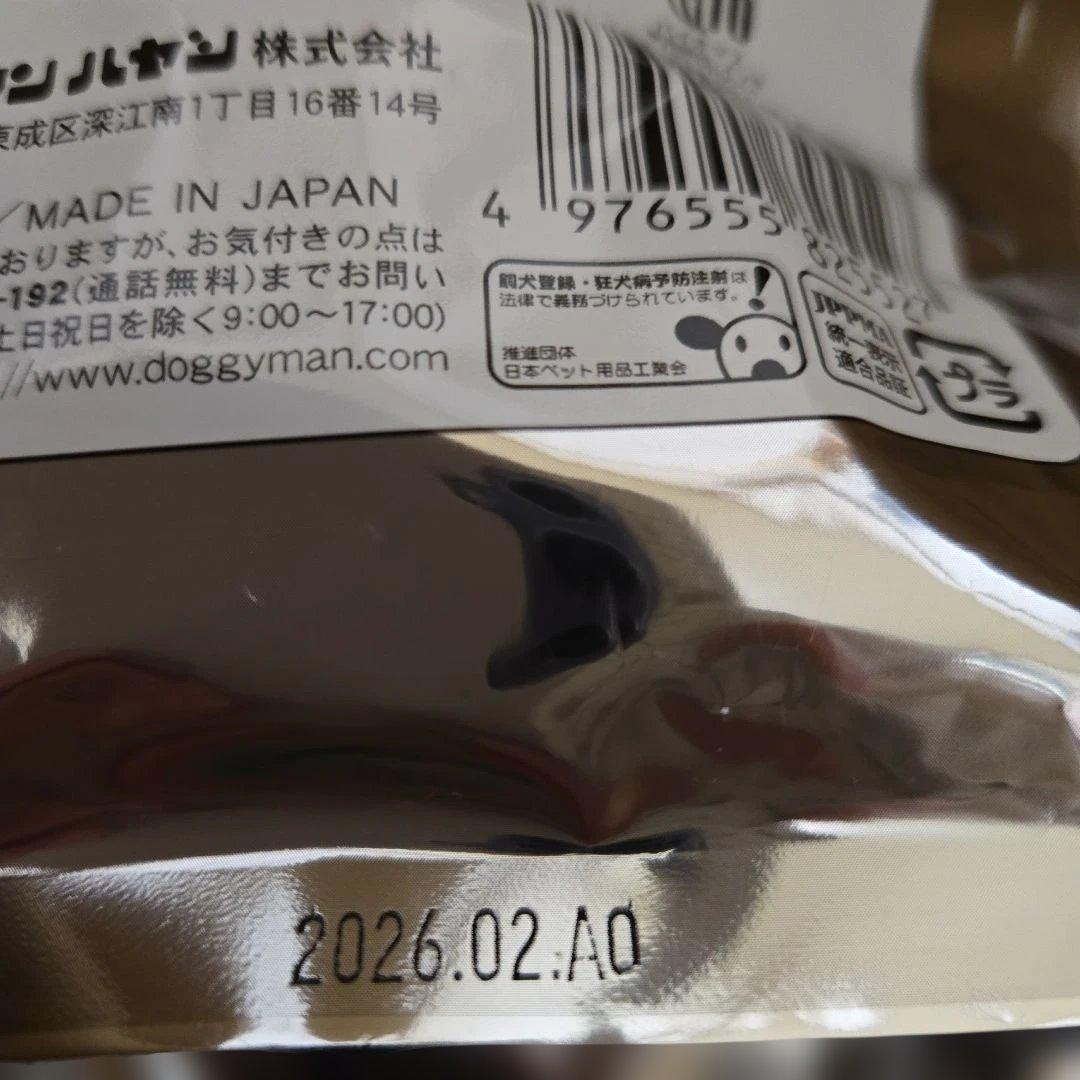 ンハヤシ 株式会社
東成区深江南1丁目16番14号
/MADE IN JAPAN
おりますが、お気付きの点は
-192(通話無料)までお問い
土日祝日を除く9:00〜17:00)
//www.doggyman.com
4 976555 825527
飼犬登録・狂犬病予防注射は
法律で義務づけられています。
!
推進団体
日本ペット用品工業会
JPPMA
統一表示
適合品証
プラ
2026.02.A0